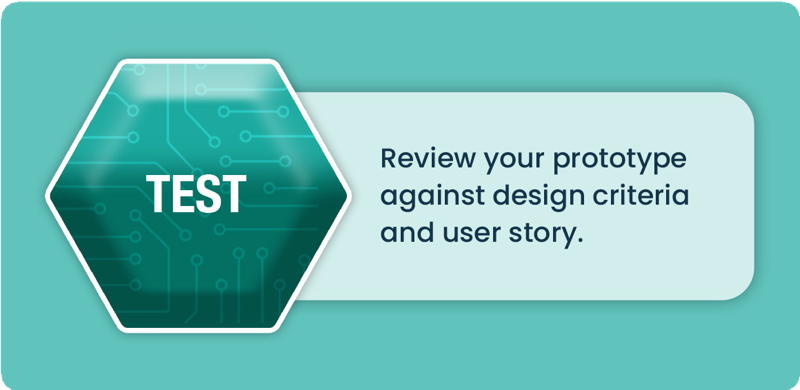 TEST
Review your prototype
against design criteria
and user story.